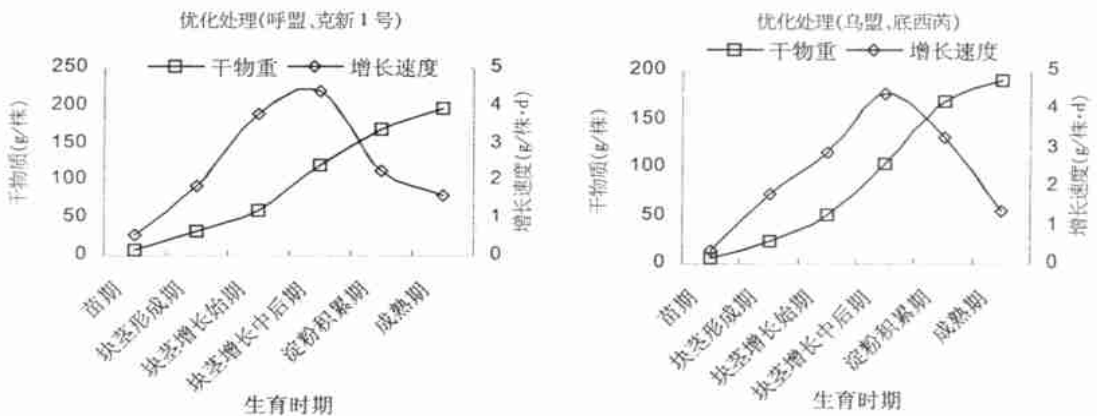 优化处理(呼盟、克新1号)
干物重 增长速度
干物质(g/株)
250
200
150
100
50
0
5
4
3
2
1
0
增长速度(g/株·d)
苗期
块茎形成期
块茎增长始期
块茎增长中后期
淀粉积累期
成熟期
生育时期
优化处理(乌盟、底西芮)
干物重 增长速度
干物质(g/株)
200
150
100
50
0
5
4
3
2
1
0
增长速度(g/株·d)
苗期
块茎形成期
块茎增长始期
块茎增长中后期
淀粉积累期
成熟期
生育时期